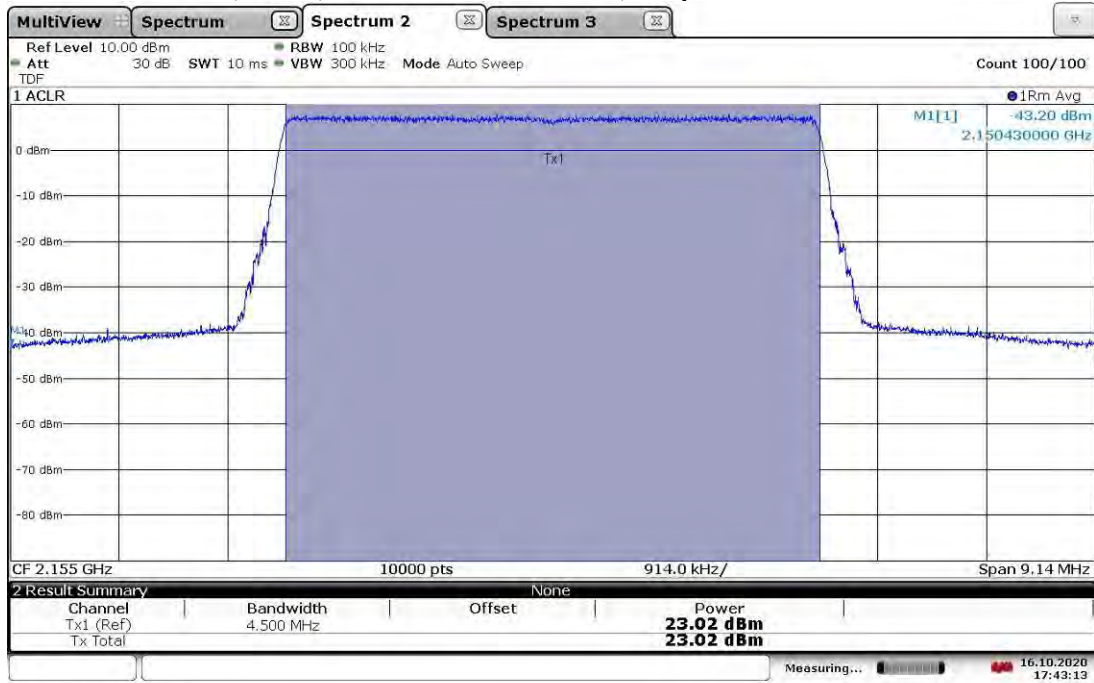 MultiView Spectrum Spectrum 2 Spectrum 3
Ref Level 10.00 dBm RBW 100 kHz
Att 30 dB SWT 10 ms VBW 300 kHz Mode Auto Sweep Count 100/100
TDF
1 ACLR 1Rm Avg
M1[1] -43.20 dBm
2.150430000 GHz
0 dBm
Tx1
-10 dBm
-20 dBm
-30 dBm
M1
-40 dBm
-50 dBm
-60 dBm
-70 dBm
-80 dBm
CF 2.155 GHz 10000 pts 914.0 kHz/ Span 9.14 MHz
2 Result Summary None
Channel Bandwidth Offset Power
Tx1 (Ref) 4.500 MHz 23.02 dBm
Tx Total 23.02 dBm
Measuring... 16.10.2020
17:43:13